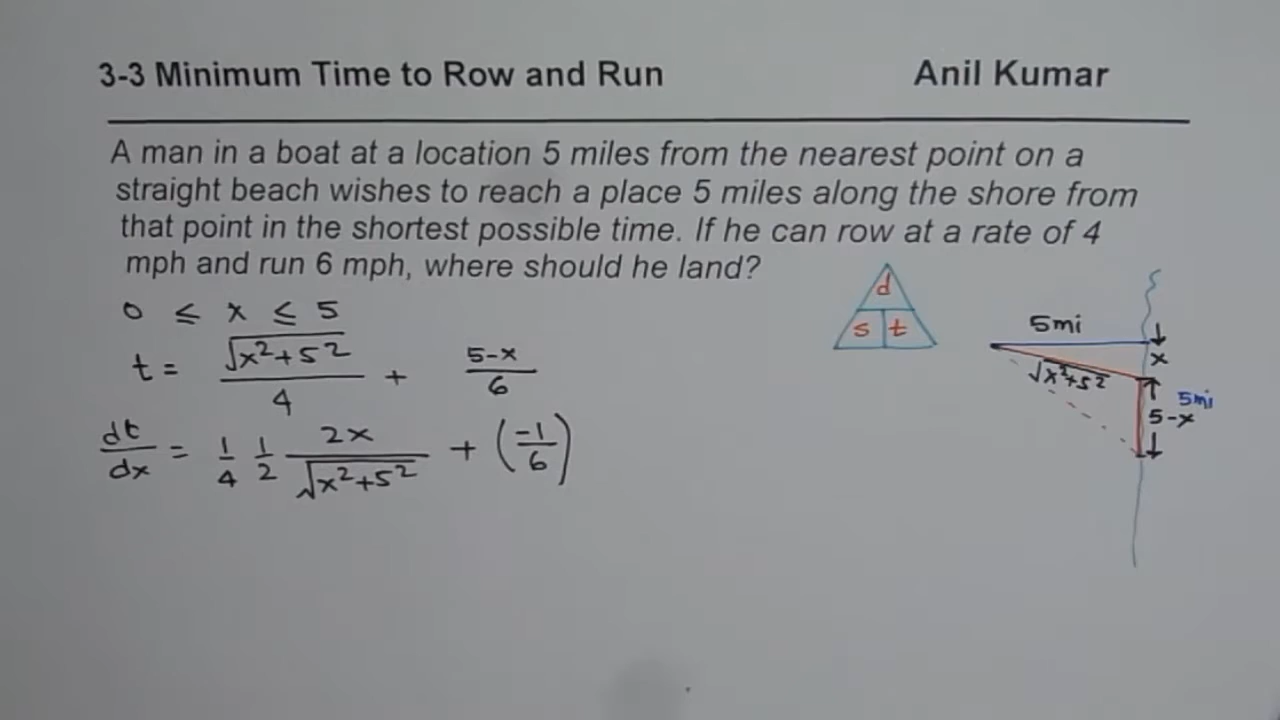 3-3 Minimum Time to Row and Run Anil Kumar
A man in a boat at a location 5 miles from the nearest point on a
straight beach wishes to reach a place 5 miles along the shore from
that point in the shortest possible time. If he can row at a rate of 4
mph and run 6 mph, where should he land?
0 ≤ x ≤ 5
t = √x²+5² / 4 + 5-x / 6
dt/dx = 1/4 1/2 2x/√x²+5² + (-1/6)
d
s t
5mi
x
√x²+5²
5mi
5-x